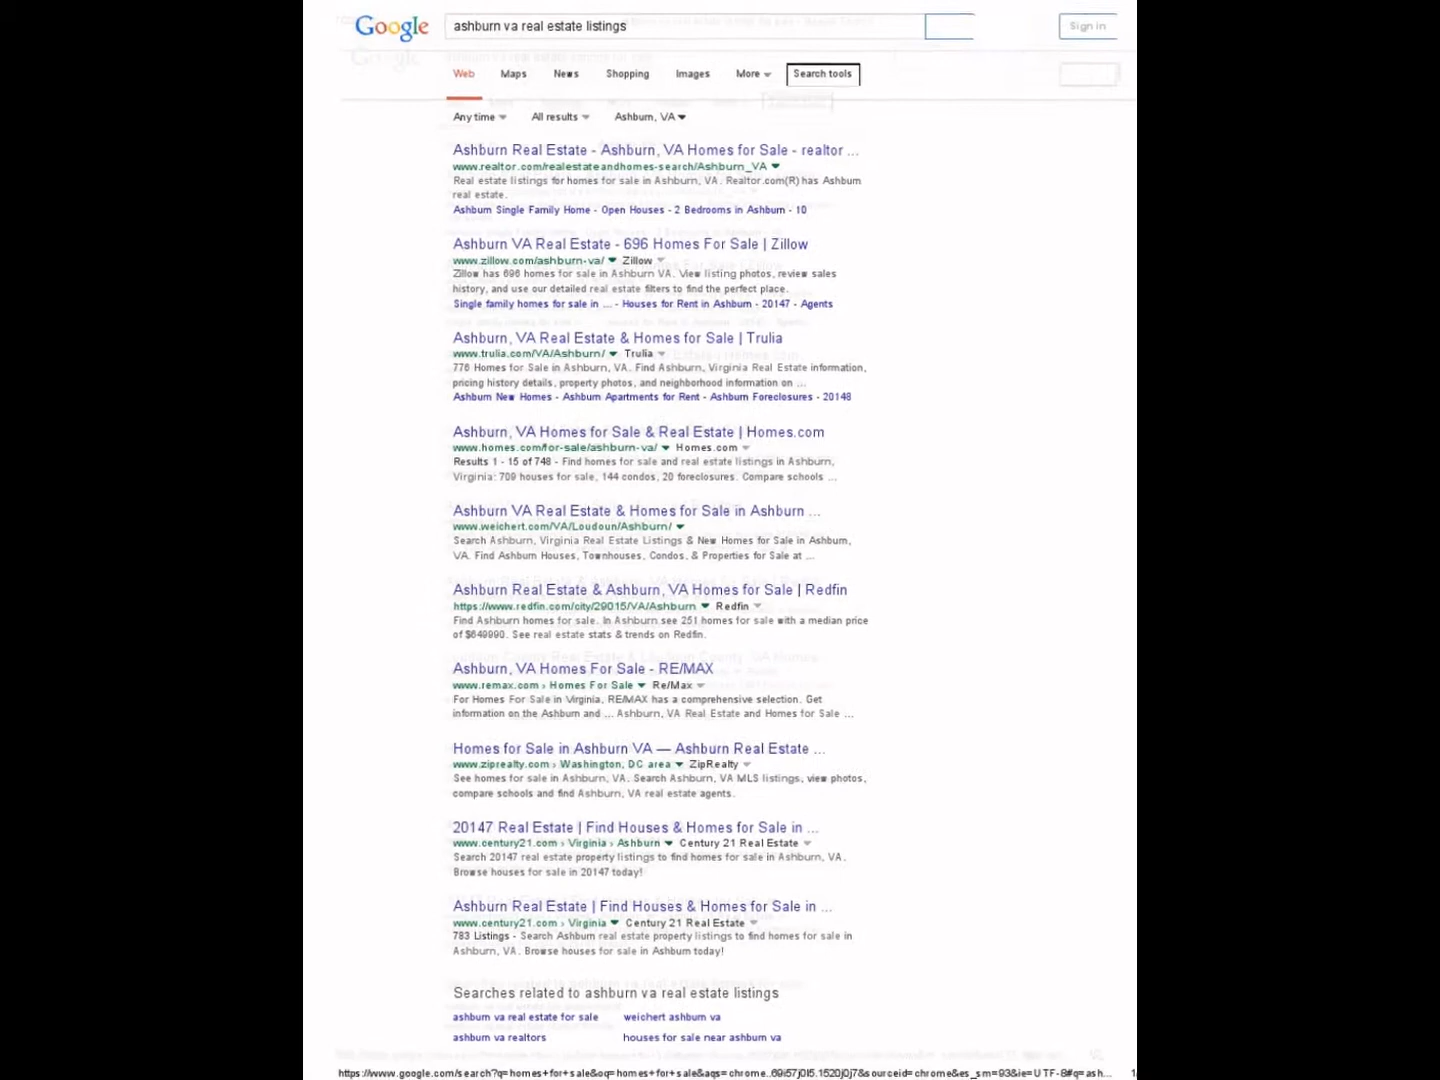 Google ashburn va real estate listings Sign in
Web Maps News Shopping Images More Search tools
Any time All results Ashburn, VA
Ashburn Real Estate - Ashburn, VA Homes for Sale - realtor ...
www.realtor.com/realestateandhomes-search/Ashburn_VA
Real estate listings for homes for sale in Ashburn, VA. Realtor.com(R) has Ashburn
real estate.
Ashburn Single Family Home - Open Houses - 2 Bedrooms in Ashburn - 10
Ashburn VA Real Estate - 696 Homes For Sale | Zillow
www.zillow.com/ashburn-va/ Zillow
Zillow has 696 homes for sale in Ashburn VA. View listing photos, review sales
history, and use our detailed real estate filters to find the perfect place.
Single family homes for sale in ... - Houses for Rent in Ashburn - 20147 - Agents
Ashburn, VA Real Estate & Homes for Sale | Trulia
www.trulia.com/VA/Ashburn/ Trulia
776 Homes for Sale in Ashburn, VA. Find Ashburn, Virginia Real Estate information,
pricing history details, property photos, and neighborhood information on ...
Ashburn New Homes - Ashburn Apartments for Rent - Ashburn Foreclosures - 20148
Ashburn, VA Homes for Sale & Real Estate | Homes.com
www.homes.com/for-sale/ashburn-va/ Homes.com
Results 1 - 15 of 748 - Find homes for sale and real estate listings in Ashburn,
Virginia: 709 houses for sale, 144 condos, 20 foreclosures. Compare schools ...
Ashburn VA Real Estate & Homes for Sale in Ashburn ...
www.weichert.com/VA/Loudoun/Ashburn/
Search Ashburn, Virginia Real Estate Listings & New Homes for Sale in Ashburn,
VA. Find Ashburn Houses, Townhouses, Condos, & Properties for Sale at ...
Ashburn Real Estate & Ashburn, VA Homes for Sale | Redfin
https://www.redfin.com/city/29015/VA/Ashburn Redfin
Find Ashburn homes for sale. In Ashburn see 251 homes for sale with a median price
of $649990. See real estate stats & trends on Redfin.
Ashburn, VA Homes For Sale - RE/MAX
www.remax.com › Homes For Sale Re/Max
For Homes For Sale in Virginia, RE/MAX has a comprehensive selection. Get
information on the Ashburn and ... Ashburn, VA Real Estate and Homes for Sale ...
Homes for Sale in Ashburn VA — Ashburn Real Estate ...
www.ziprealty.com › Washington, DC area ZipRealty
See homes for sale in Ashburn, VA. Search Ashburn, VA MLS listings, view photos,
compare schools and find Ashburn, VA real estate agents.
20147 Real Estate | Find Houses & Homes for Sale in ...
www.century21.com › Virginia › Ashburn Century 21 Real Estate
Search 20147 real estate property listings to find homes for sale in Ashburn, VA.
Browse houses for sale in 20147 today!
Ashburn Real Estate | Find Houses & Homes for Sale in ...
www.century21.com › Virginia Century 21 Real Estate
783 Listings - Search Ashburn real estate property listings to find homes for sale in
Ashburn, VA. Browse houses for sale in Ashburn today!
Searches related to ashburn va real estate listings
ashburn va real estate for sale weichert ashburn va
ashburn va realtors houses for sale near ashburn va
https://www.google.com/search?q=homes+for+sale&oq=homes+for+sale&aqs=chrome..69i57j0l5.1520j0j7&sourceid=chrome&es_sm=93&ie=UTF-8#q=ash...